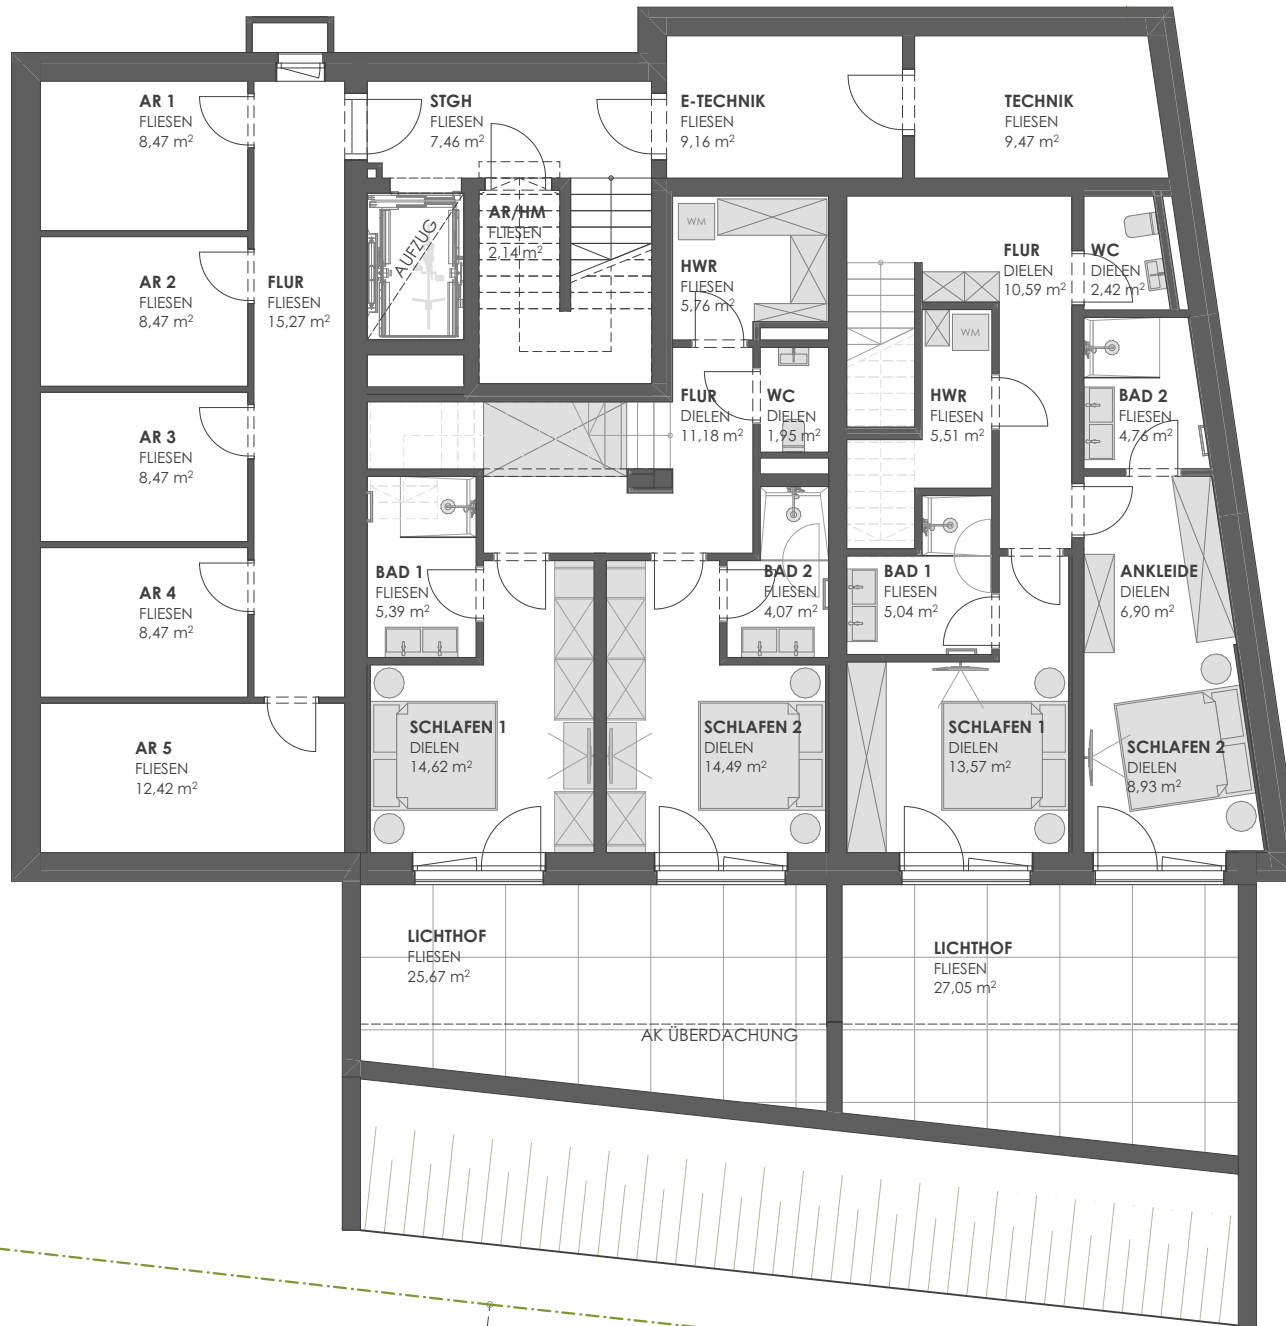 AR 1
FLIESEN
8,47 m²
STGH
FLIESEN
7,46 m²
E-TECHNIK
FLIESEN
9,16 m²
TECHNIK
FLIESEN
9,47 m²
AR 2
FLIESEN
8,47 m²
FLUR
FLIESEN
15,27 m²
AUFZUG
AR/HM
FLIESEN
2,14 m²
WM
HWR
FLIESEN
5,76 m²
FLUR
DIELEN
10,59 m²
WC
DIELEN
2,42 m²
WM
AR 3
FLIESEN
8,47 m²
FLUR
DIELEN
11,18 m²
WC
DIELEN
1,95 m²
HWR
FLIESEN
5,51 m²
BAD 2
FLIESEN
4,76 m²
AR 4
FLIESEN
8,47 m²
BAD 1
FLIESEN
5,39 m²
BAD 2
FLIESEN
4,07 m²
BAD 1
FLIESEN
5,04 m²
ANKLEIDE
DIELEN
6,90 m²
AR 5
FLIESEN
12,42 m²
SCHLAFEN 1
DIELEN
14,62 m²
SCHLAFEN 2
DIELEN
14,49 m²
SCHLAFEN 1
DIELEN
13,57 m²
SCHLAFEN 2
DIELEN
8,93 m²
LICHTHOF
FLIESEN
25,67 m²
LICHTHOF
FLIESEN
27,05 m²
AK ÜBERDACHUNG